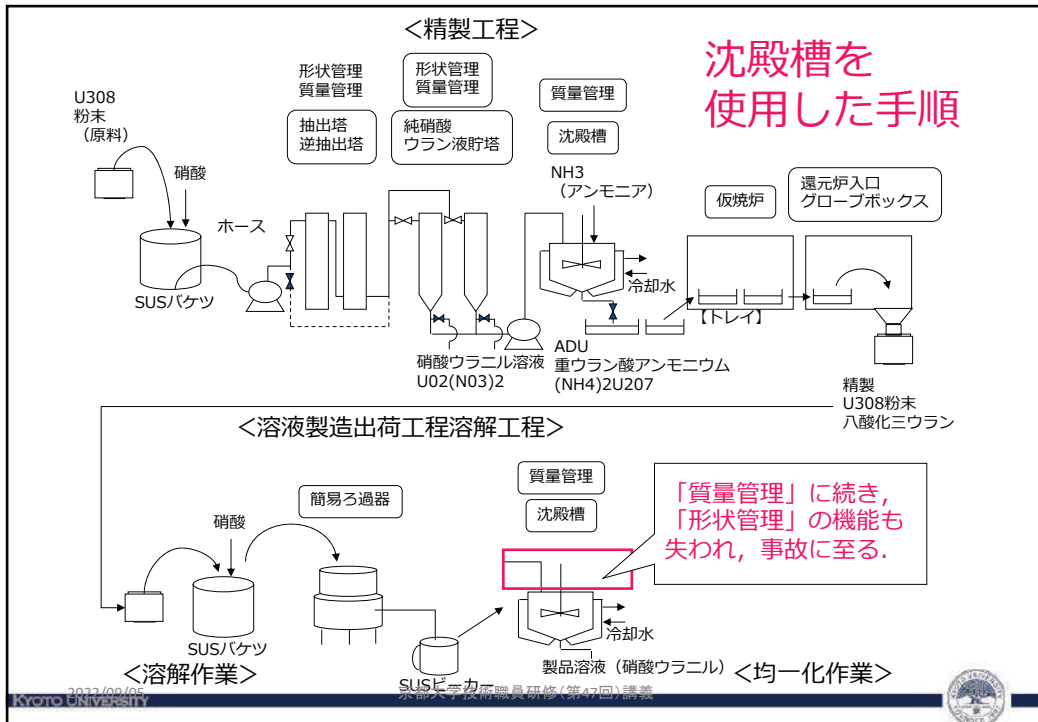 <精製工程>
沈殿槽を
使用した手順
形状管理
質量管理
形状管理
質量管理
質量管理
U308
粉末
（原料）
抽出塔
逆抽出塔
純硝酸
ウラン液貯塔
沈殿槽
硝酸
NH3
（アンモニア）
仮焼炉
還元炉入口
グローブボックス
ホース
SUSバケツ
冷却水
【トレイ】
硝酸ウラニル溶液
U02(N03)2
ADU
重ウラン酸アンモニウム
(NH4)2U207
精製
U308粉末
八酸化三ウラン
<溶液製造出荷工程溶解工程>
質量管理
沈殿槽
簡易ろ過器
硝酸
「質量管理」に続き，
「形状管理」の機能も
失われ，事故に至る．
SUSバケツ
冷却水
SUSビーカー
製品溶液（硝酸ウラニル）
<溶解作業>
<均一化作業>
2022/09/05
京都大学技術職員研修(第47回)講義
KYOTO UNIVERSITY